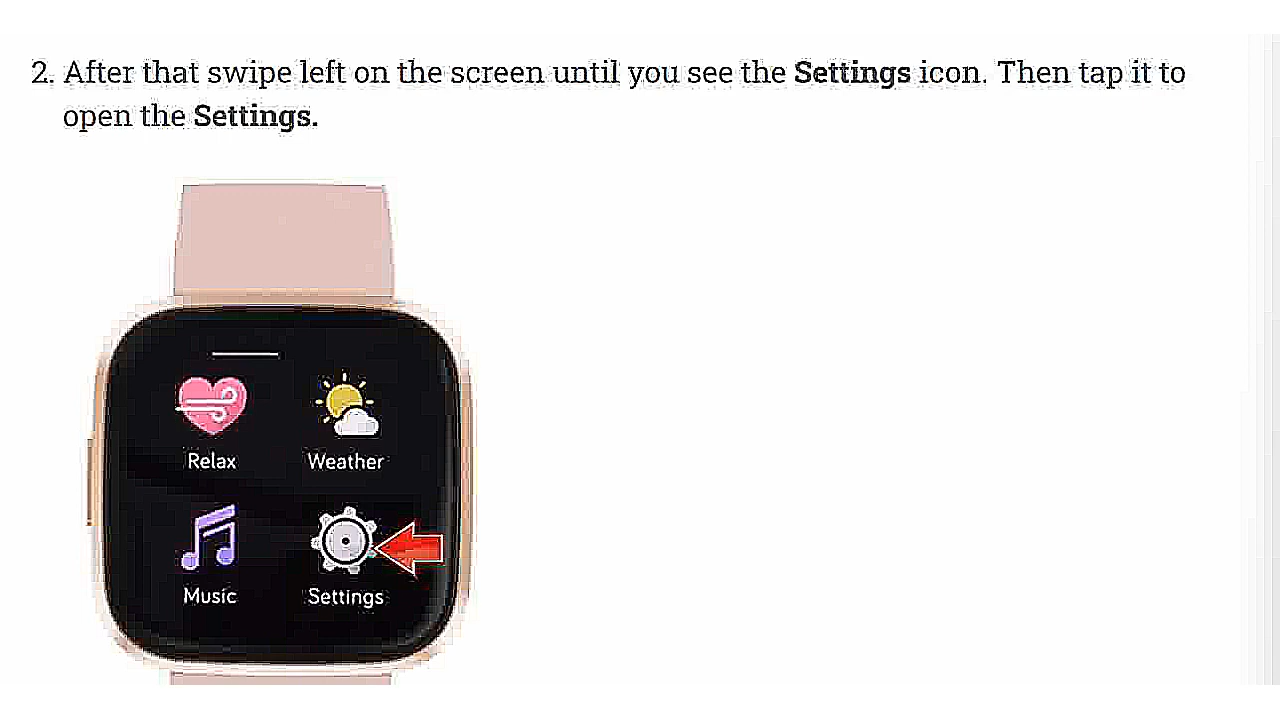 2. After that swipe left on the screen until you see the Settings icon. Then tap it to
open the Settings.
Relax Weather
Music Settings